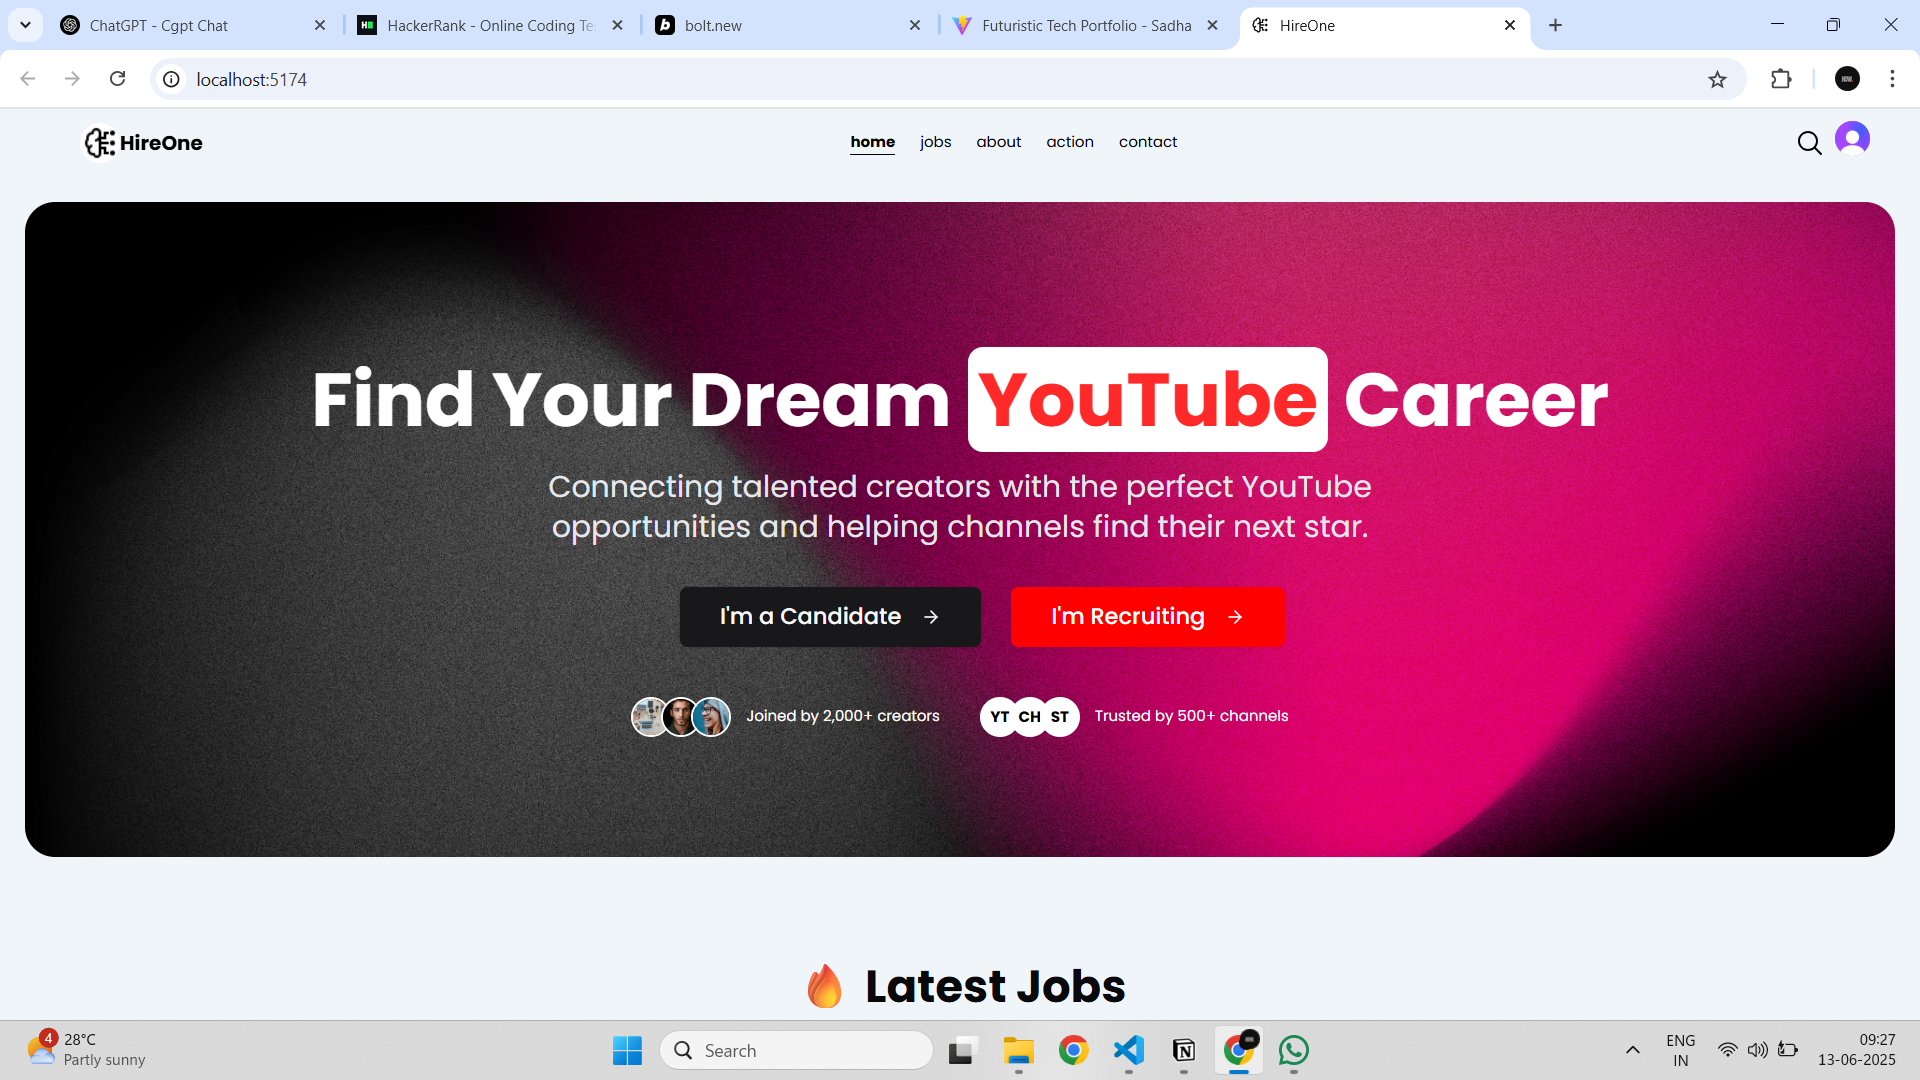 ChatGPT - Cgpt Chat
HackerRank - Online Coding Te
bolt.new
Futuristic Tech Portfolio - Sadha
HireOne
localhost:5174
HireOne
home
jobs
about
action
contact
Find Your Dream YouTube Career
Connecting talented creators with the perfect YouTube
opportunities and helping channels find their next star.
I'm a Candidate
I'm Recruiting
Joined by 2,000+ creators
YT CH ST
Trusted by 500+ channels
Latest Jobs
4
28°C
Partly sunny
Search
ENG
IN
09:27
13-06-2025